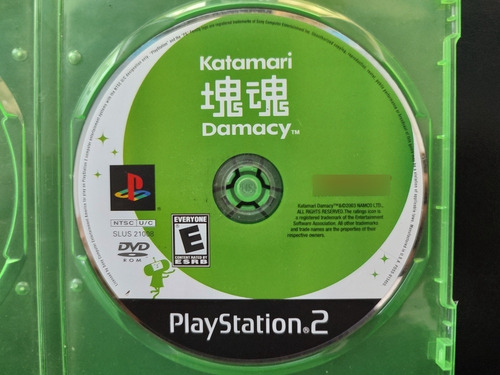 Katamari
塊魂
Damacy™
NTSC U/C
SLUS 21008
DVD
ROM
EVERYONE
E
CONTENT RATED BY
ESRB
Katamari Damacy™&©2003 NAMCO LTD.,
ALL RIGHTS RESERVED. The ratings icon is
a registered trademark of the Entertainment
Software Association. All other trademarks
and trade names are the properties of their
respective owners.
PlayStation®2